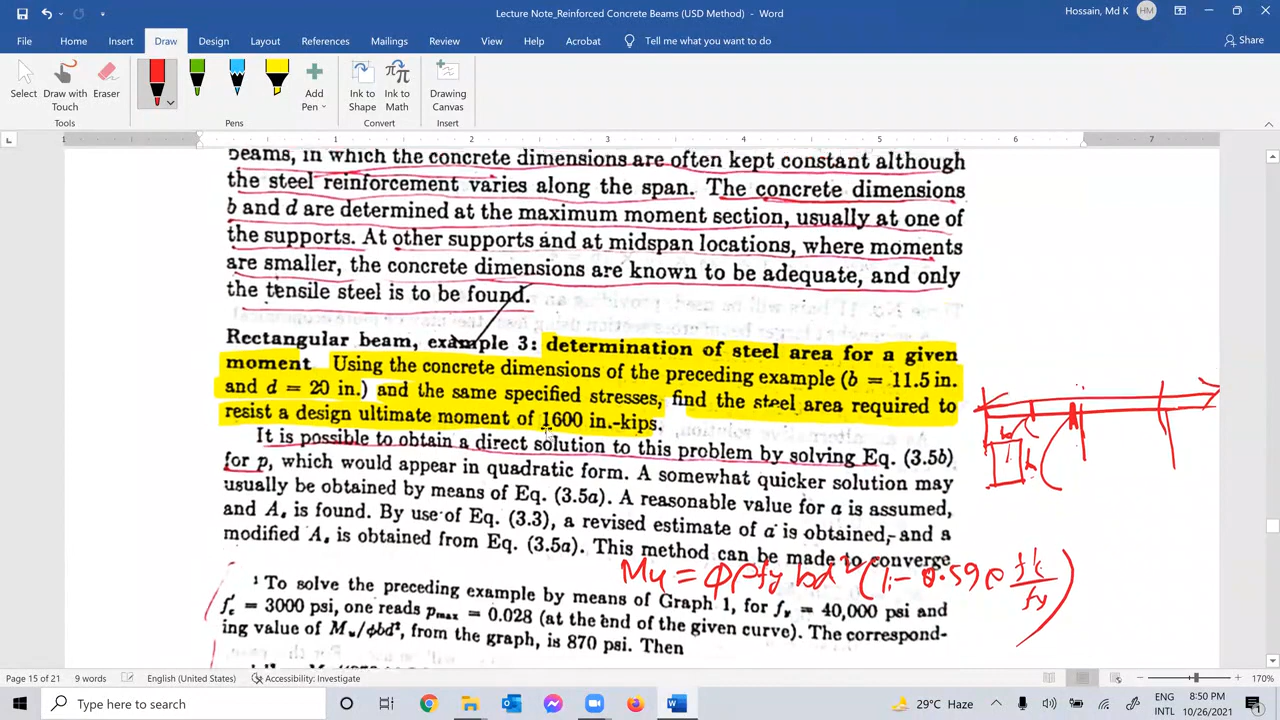 Lecture Note_Reinforced Concrete Beams (USD Method) - Word
Hossain, Md K
HM
File Home Insert Draw Design Layout References Mailings Review View Help Acrobat Tell me what you want to do
Share
Select
Draw with Touch
Eraser
Add Pen
Ink to Shape
Ink to Math
Drawing Canvas
Tools
Pens
Convert
Insert
1 1 2 3 4 5 6 7
beams, in which the concrete dimensions are often kept constant although
the steel reinforcement varies along the span. The concrete dimensions
b and d are determined at the maximum moment section, usually at one of
the supports. At other supports and at midspan locations, where moments
are smaller, the concrete dimensions are known to be adequate, and only
the tensile steel is to be found.
Rectangular beam, example 3: determination of steel area for a given
moment Using the concrete dimensions of the preceding example (b = 11.5 in.
and d = 20 in.) and the same specified stresses, find the steel area required to
resist a design ultimate moment of 1600 in.-kips.
It is possible to obtain a direct solution to this problem by solving Eq. (3.5b)
for p, which would appear in quadratic form. A somewhat quicker solution may
usually be obtained by means of Eq. (3.5a). A reasonable value for a is assumed,
and As is found. By use of Eq. (3.3), a revised estimate of a is obtained, and a
modified As is obtained from Eq. (3.5a). This method can be made to converge
Mu = φρfy bd² (1 - 0.59ρ f'c/fy)
¹ To solve the preceding example by means of Graph 1, for fy = 40,000 psi and
f'c = 3000 psi, one reads pmax = 0.028 (at the end of the given curve). The correspond-
ing value of Mu/φbd², from the graph, is 870 psi. Then
Page 15 of 21 9 words English (United States) Accessibility: Investigate 170%
Type here to search
29°C Haze
ENG
INTL
8:50 PM
10/26/2021